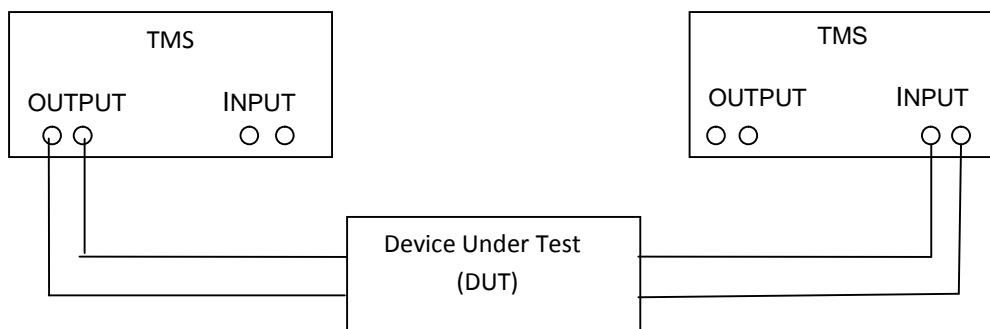 TMS
OUTPUT INPUT
TMS
OUTPUT INPUT
Device Under Test
(DUT)